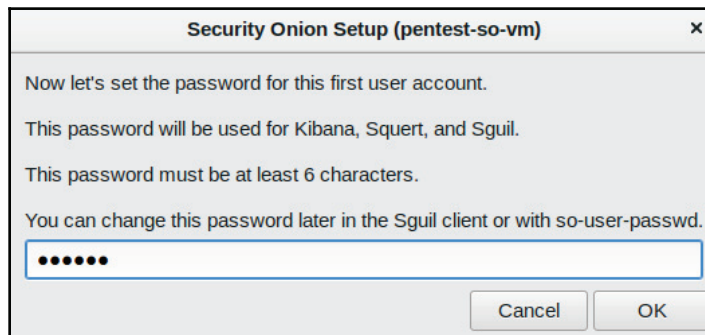 Security Onion Setup (pentest-so-vm)
Now let's set the password for this first user account.
This password will be used for Kibana, Squert, and Sguil.
This password must be at least 6 characters.
You can change this password later in the Sguil client or with so-user-passwd.
●●●●●●
Cancel OK